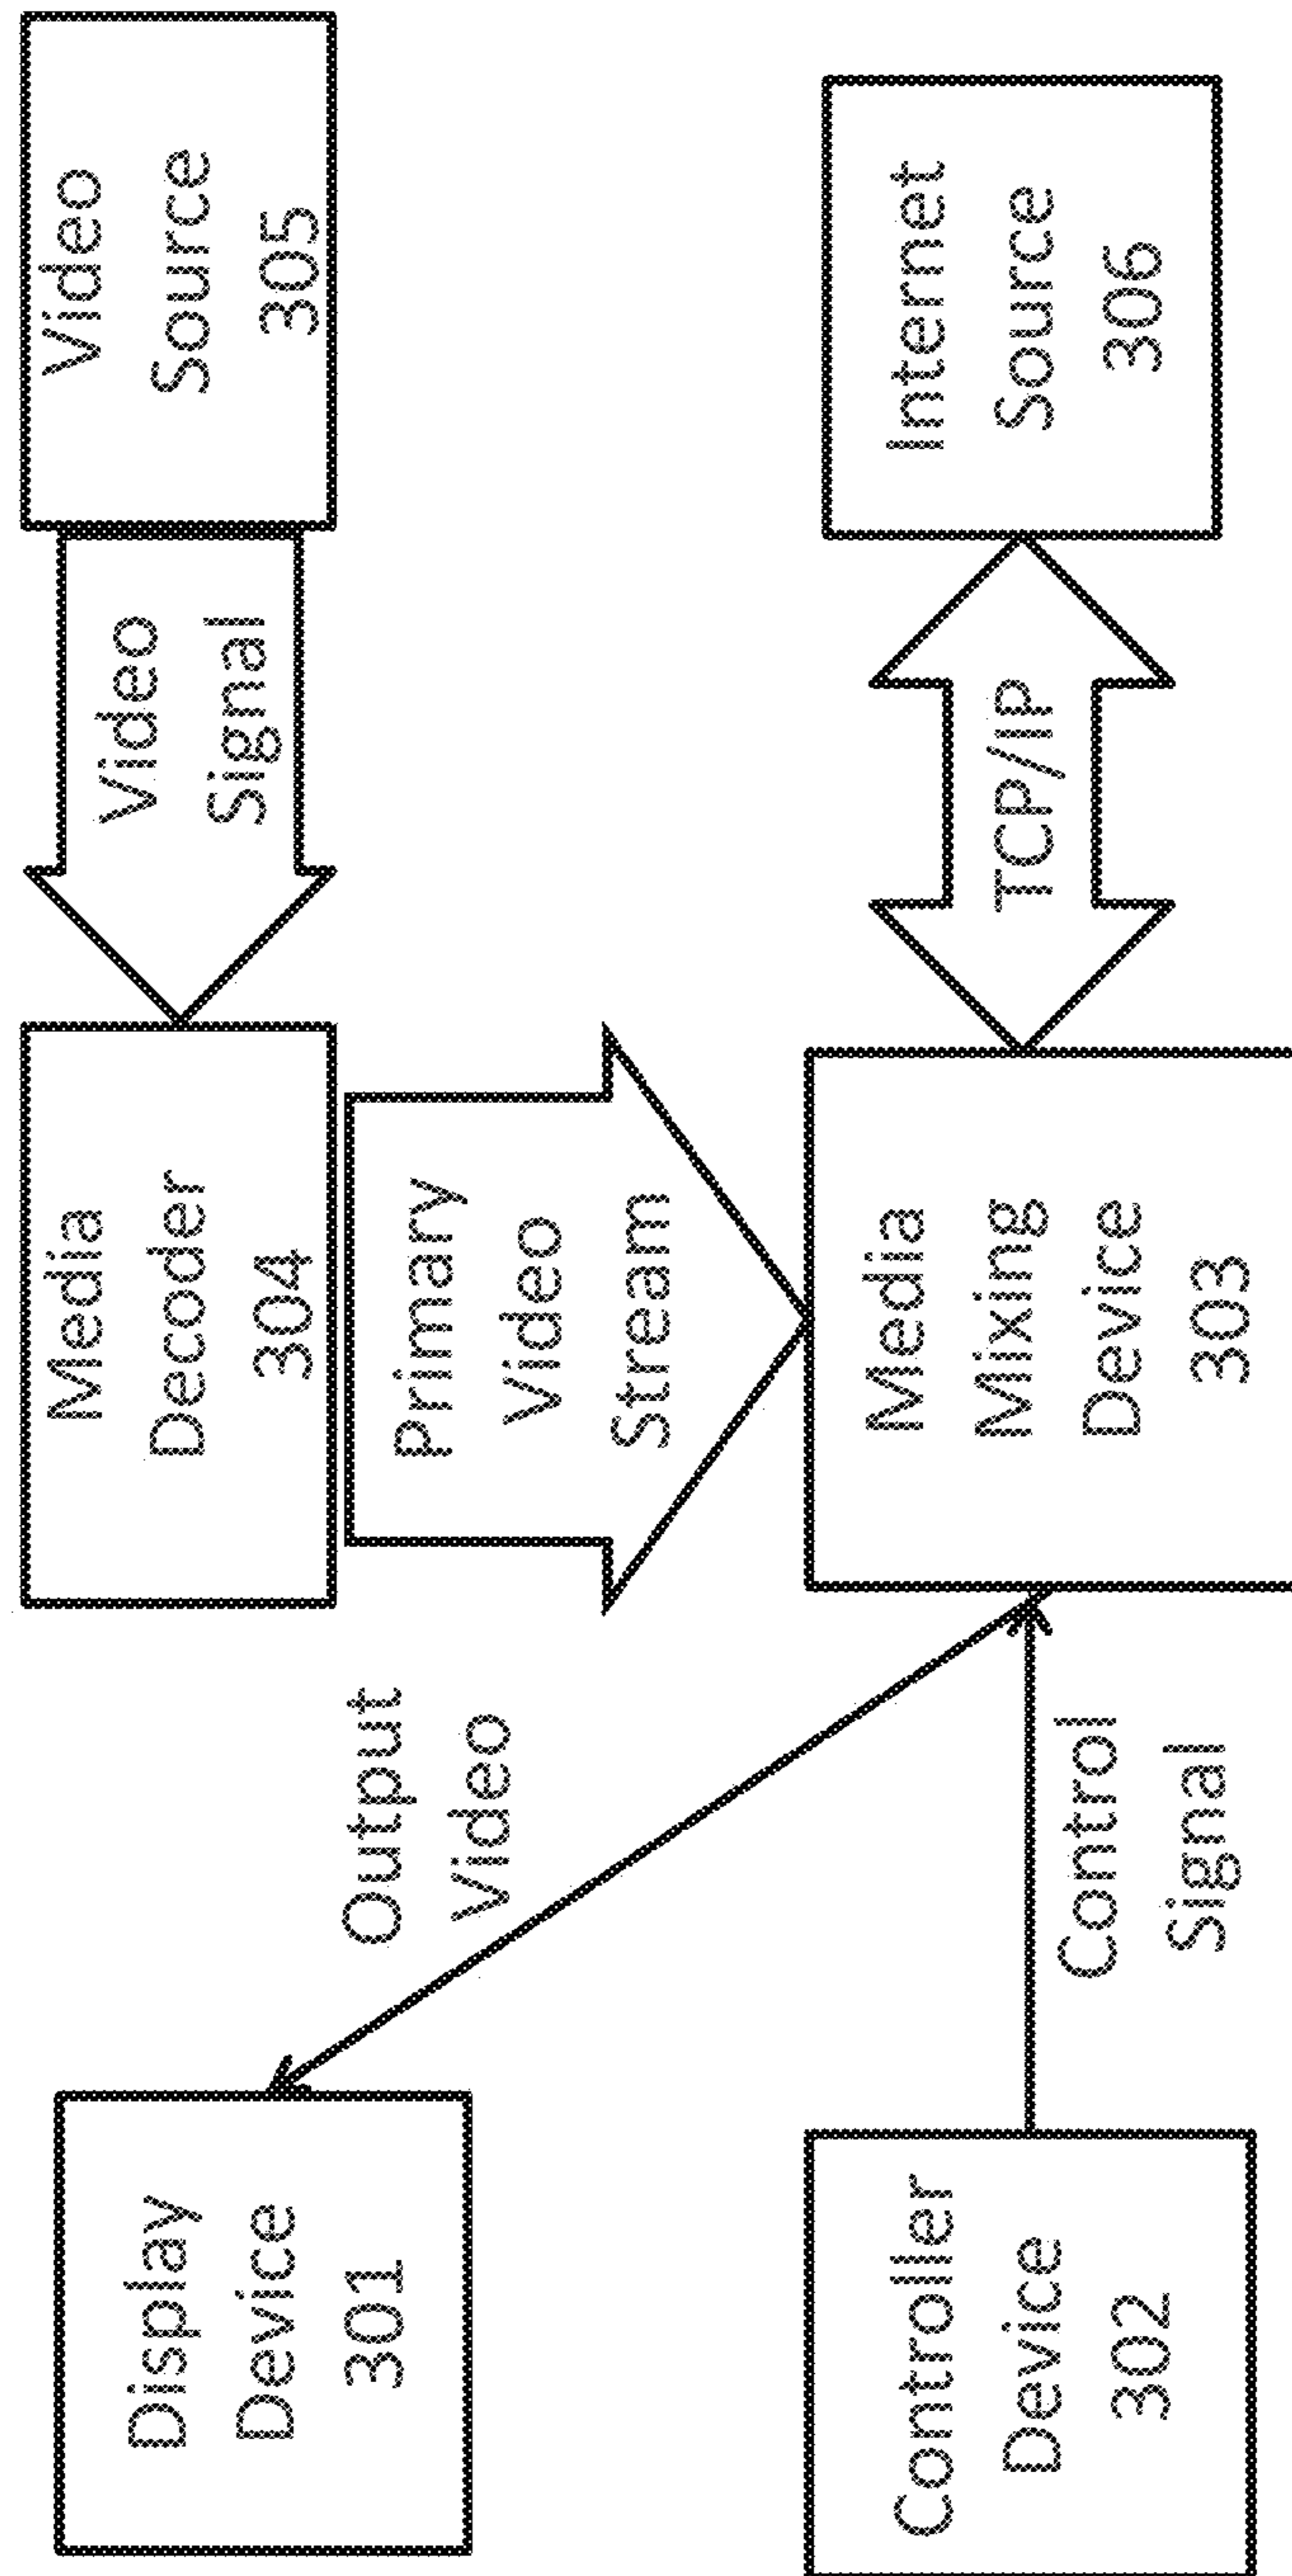 Display
Device
301
Output
Video
Media
Decoder
304
Video
Signal
Video
Source
305
Primary
Video
Stream
Controller
Device
302
Control
Signal
Media
Mixing
Device
303
TCP/IP
Internet
Source
306